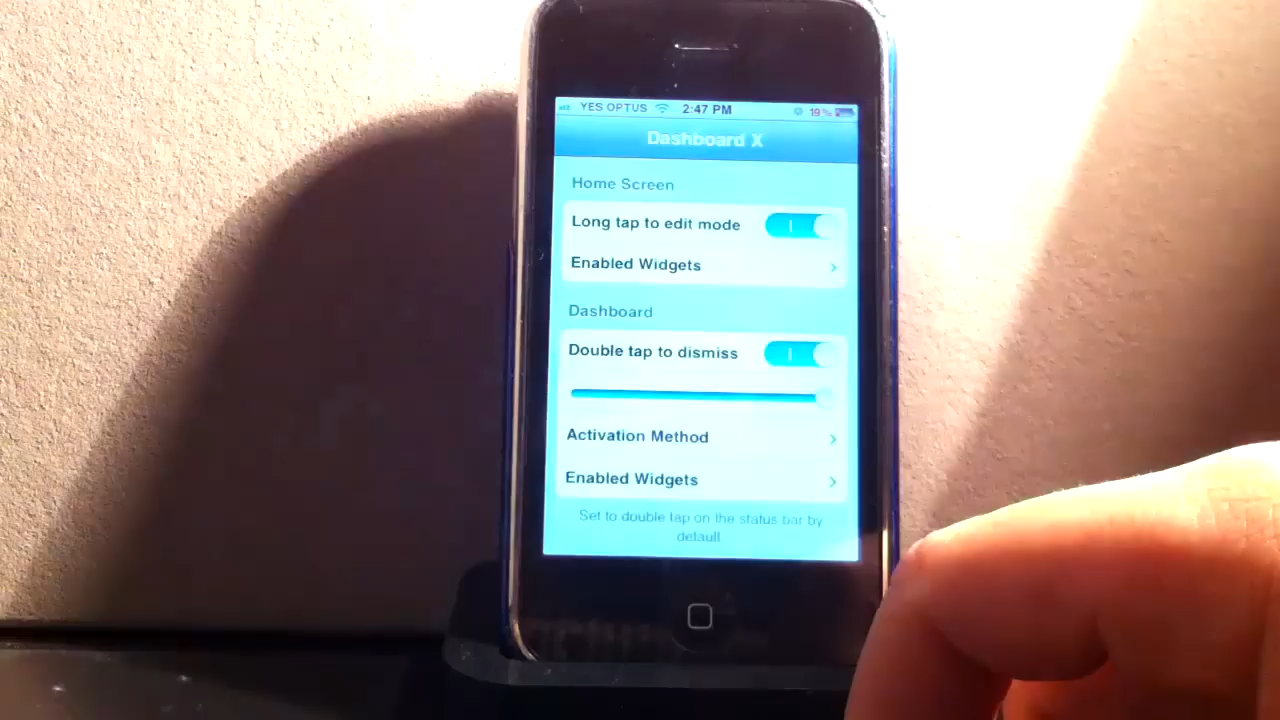 YES OPTUS 2:47 PM 19%
Dashboard X
Home Screen
Long tap to edit mode
Enabled Widgets
Dashboard
Double tap to dismiss
Activation Method
Enabled Widgets
Set to double tap on the status bar by
default.